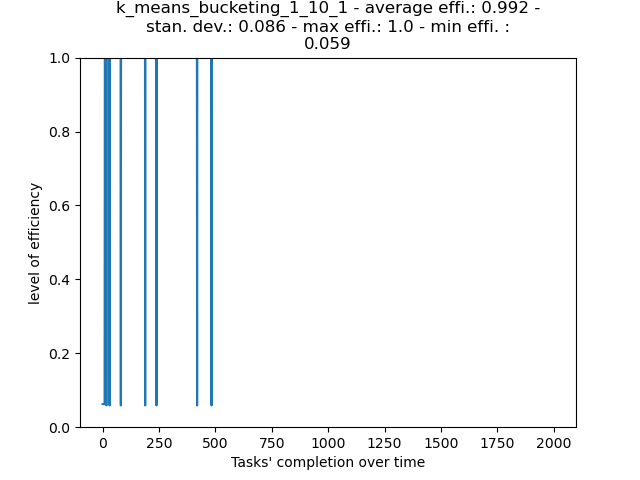 k_means_bucketing_1_10_1 - average effi.: 0.992 -
stan. dev.: 0.086 - max effi.: 1.0 - min effi. :
0.059
1.0
0.8
0.6
0.4
0.2
0.0
level of efficiency
0 250 500 750 1000 1250 1500 1750 2000
Tasks' completion over time